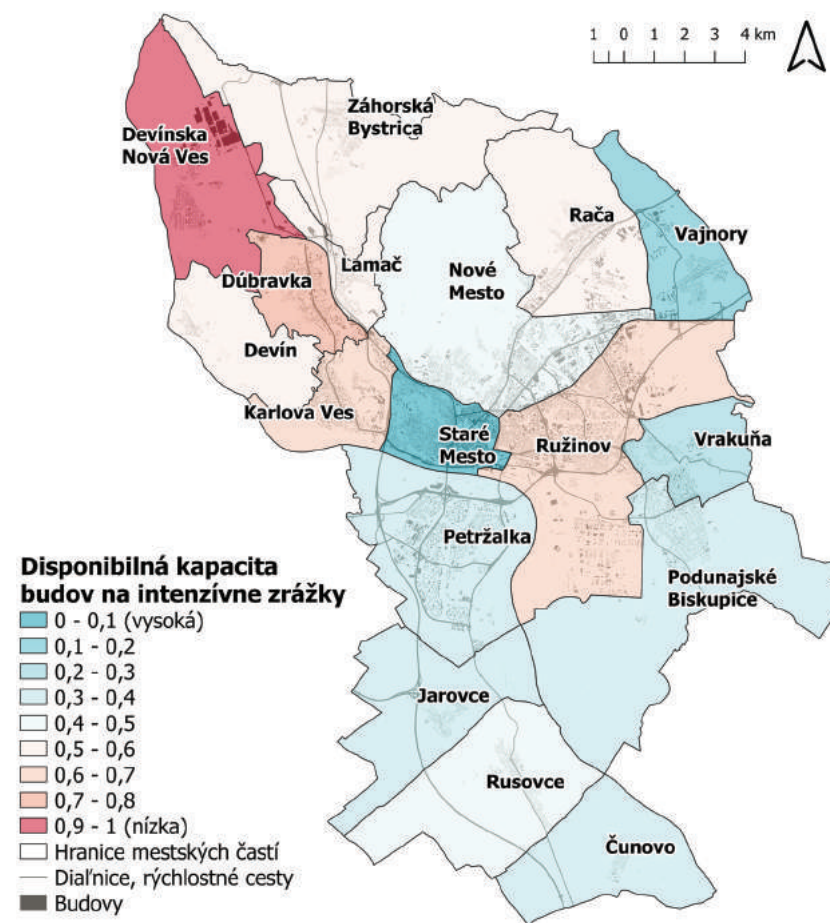 1 0 1 2 3 4 km
Záhorská
Bystrica
Devínska
Nová Ves
Rača
Vajnory
Lamač
Nové
Mesto
Dúbravka
Devín
Karlova Ves
Staré
Mesto
Ružinov
Vrakuňa
Petržalka
Podunajské
Biskupice
Jarovce
Rusovce
Čunovo
Disponibilná kapacita
budov na intenzívne zrážky
0 - 0,1 (vysoká)
0,1 - 0,2
0,2 - 0,3
0,3 - 0,4
0,4 - 0,5
0,5 - 0,6
0,6 - 0,7
0,7 - 0,8
0,9 - 1 (nízka)
Hranice mestských častí
Diaľnice, rýchlostné cesty
Budovy